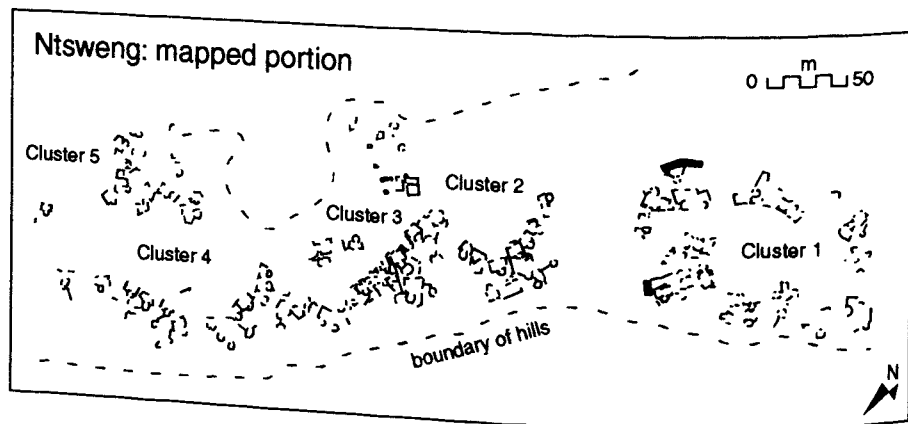 Ntsweng: mapped portion
m
0 50
Cluster 5
Cluster 2
Cluster 3
Cluster 4
Cluster 1
boundary of hills
N